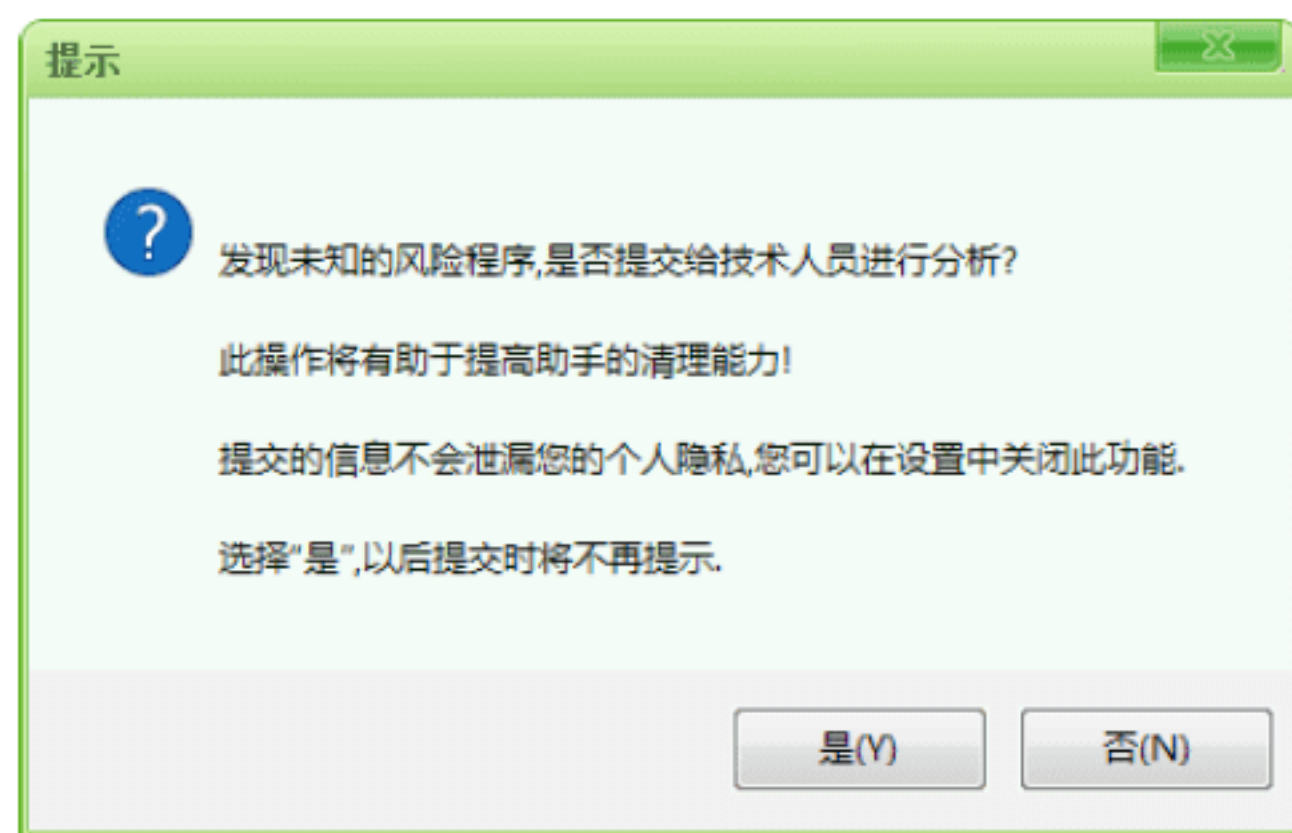 提示
发现未知的风险程序,是否提交给技术人员进行分析?
此操作将有助于提高助手的清理能力!
提交的信息不会泄漏您的个人隐私,您可以在设置中关闭此功能.
选择"是",以后提交时将不再提示.
是(Y) 否(N)